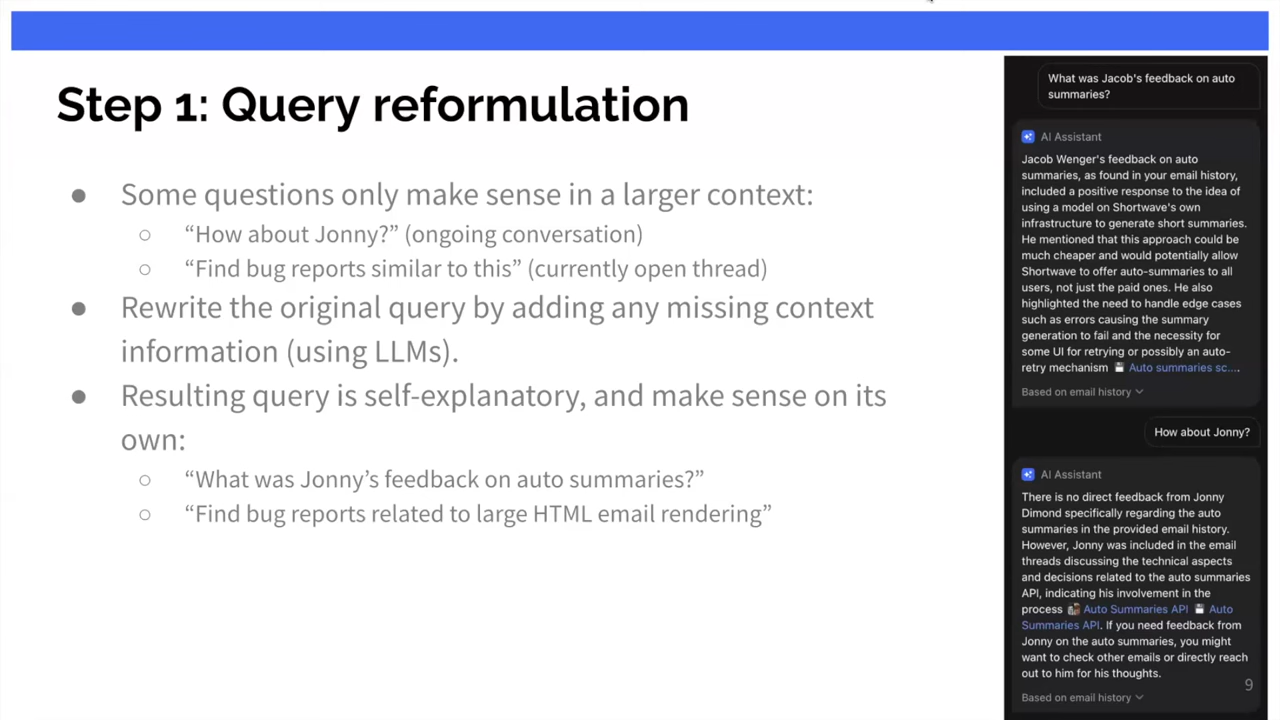 Step 1: Query reformulation
● Some questions only make sense in a larger context:
○ “How about Jonny?” (ongoing conversation)
○ “Find bug reports similar to this” (currently open thread)
● Rewrite the original query by adding any missing context
information (using LLMs).
● Resulting query is self-explanatory, and make sense on its
own:
○ “What was Jonny’s feedback on auto summaries?”
○ “Find bug reports related to large HTML email rendering”
What was Jacob's feedback on auto
summaries?
AI Assistant
Jacob Wenger's feedback on auto
summaries, as found in your email history,
included a positive response to the idea of
using a model on Shortwave's own
infrastructure to generate short summaries.
He mentioned that this approach could be
much cheaper and would potentially allow
Shortwave to offer auto-summaries to all
users, not just the paid ones. He also
highlighted the need to handle edge cases
such as errors causing the summary
generation to fail and the necessity for
some UI for retrying or possibly an auto-
retry mechanism 💾 Auto summaries sc....
Based on email history
How about Jonny?
AI Assistant
There is no direct feedback from Jonny
Dimond specifically regarding the auto
summaries in the provided email history.
However, Jonny was included in the email
threads discussing the technical aspects
and decisions related to the auto summaries
API, indicating his involvement in the
process Auto Summaries API 💾 Auto
Summaries API. If you need feedback from
Jonny on the auto summaries, you might
want to check other emails or directly reach
out to him for his thoughts.
Based on email history
9